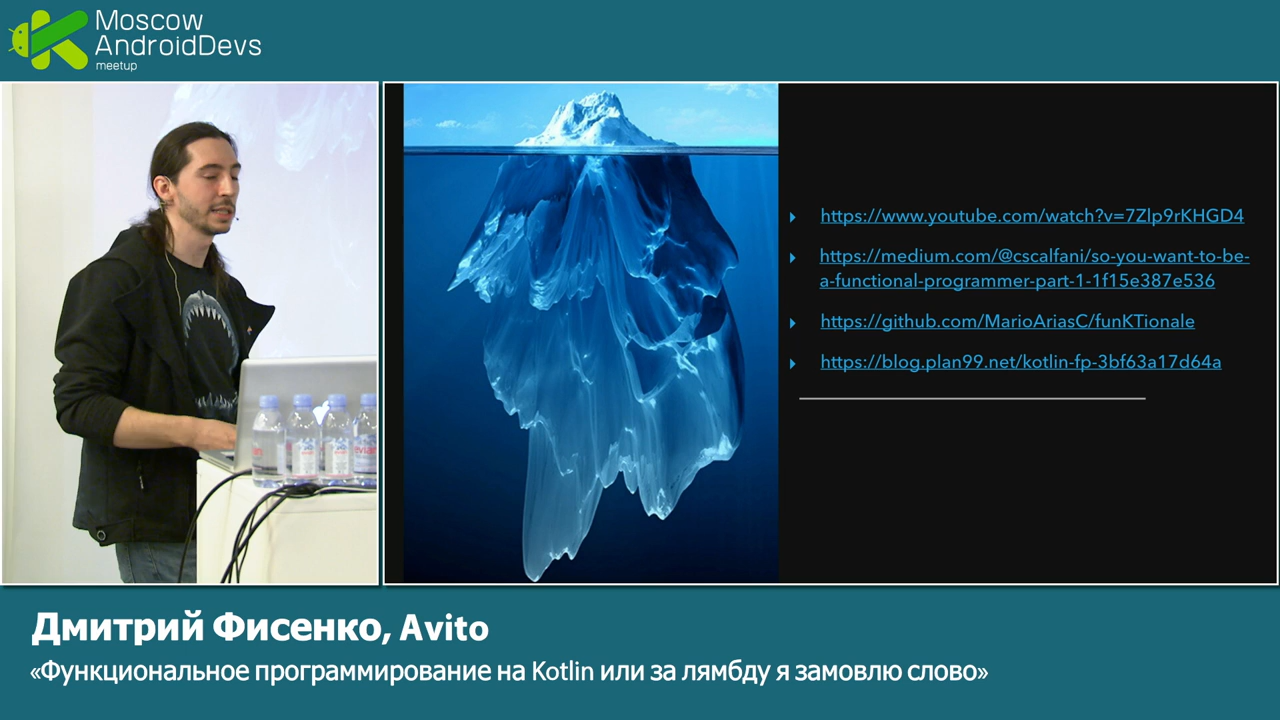 Moscow
AndroidDevs
meetup
https://www.youtube.com/watch?v=7Zlp9rKHGD4
https://medium.com/@cscalfani/so-you-want-to-be-
a-functional-programmer-part-1-1f15e387e536
https://github.com/MarioAriasC/funKTionale
https://blog.plan99.net/kotlin-fp-3bf63a17d64a
evian
Дмитрий Фисенко, Avito
«Функциональное программирование на Kotlin или за лямбду я замовлю слово»